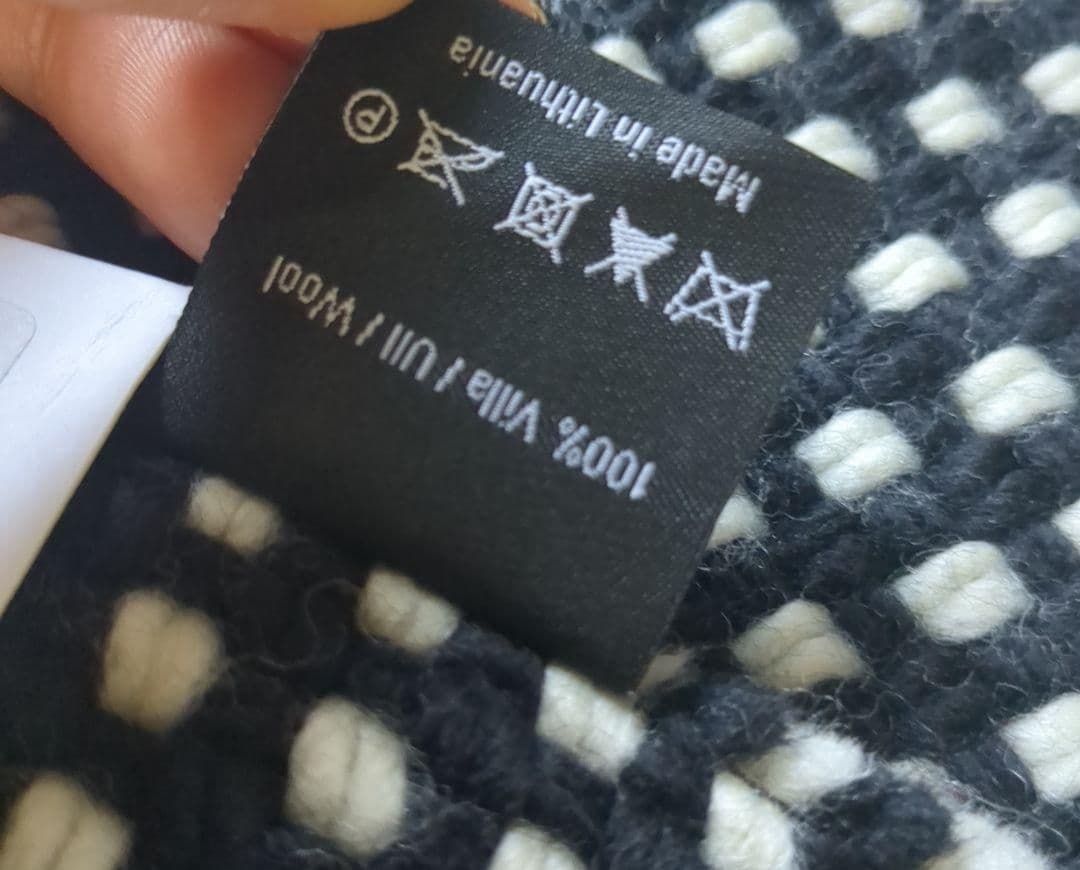 100% Villa / Ull / Wool
P
Made in Lithuania